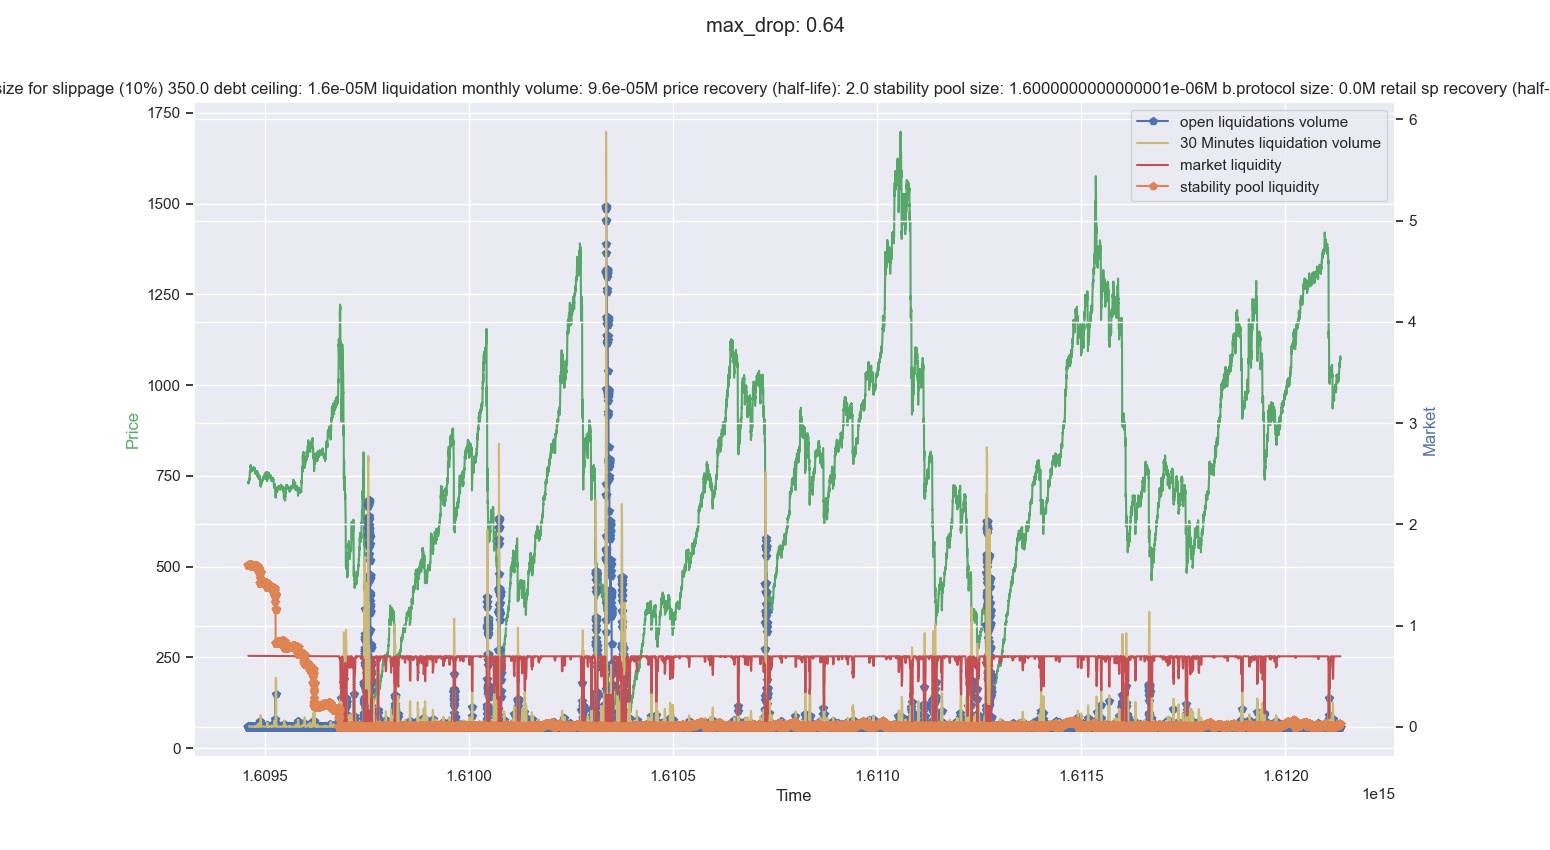 max_drop: 0.64
size for slippage (10%) 350.0 debt ceiling: 1.6e-05M liquidation monthly volume: 9.6e-05M price recovery (half-life): 2.0 stability pool size: 1.6000000000000001e-06M b.protocol size: 0.0M retail sp recovery (half-
open liquidations volume
30 Minutes liquidation volume
market liquidity
stability pool liquidity
1750
1500
1250
1000
750
500
250
0
Price
6
5
4
3
2
1
0
Market
1.6095
1.6100
1.6105
1.6110
1.6115
1.6120
1e15
Time